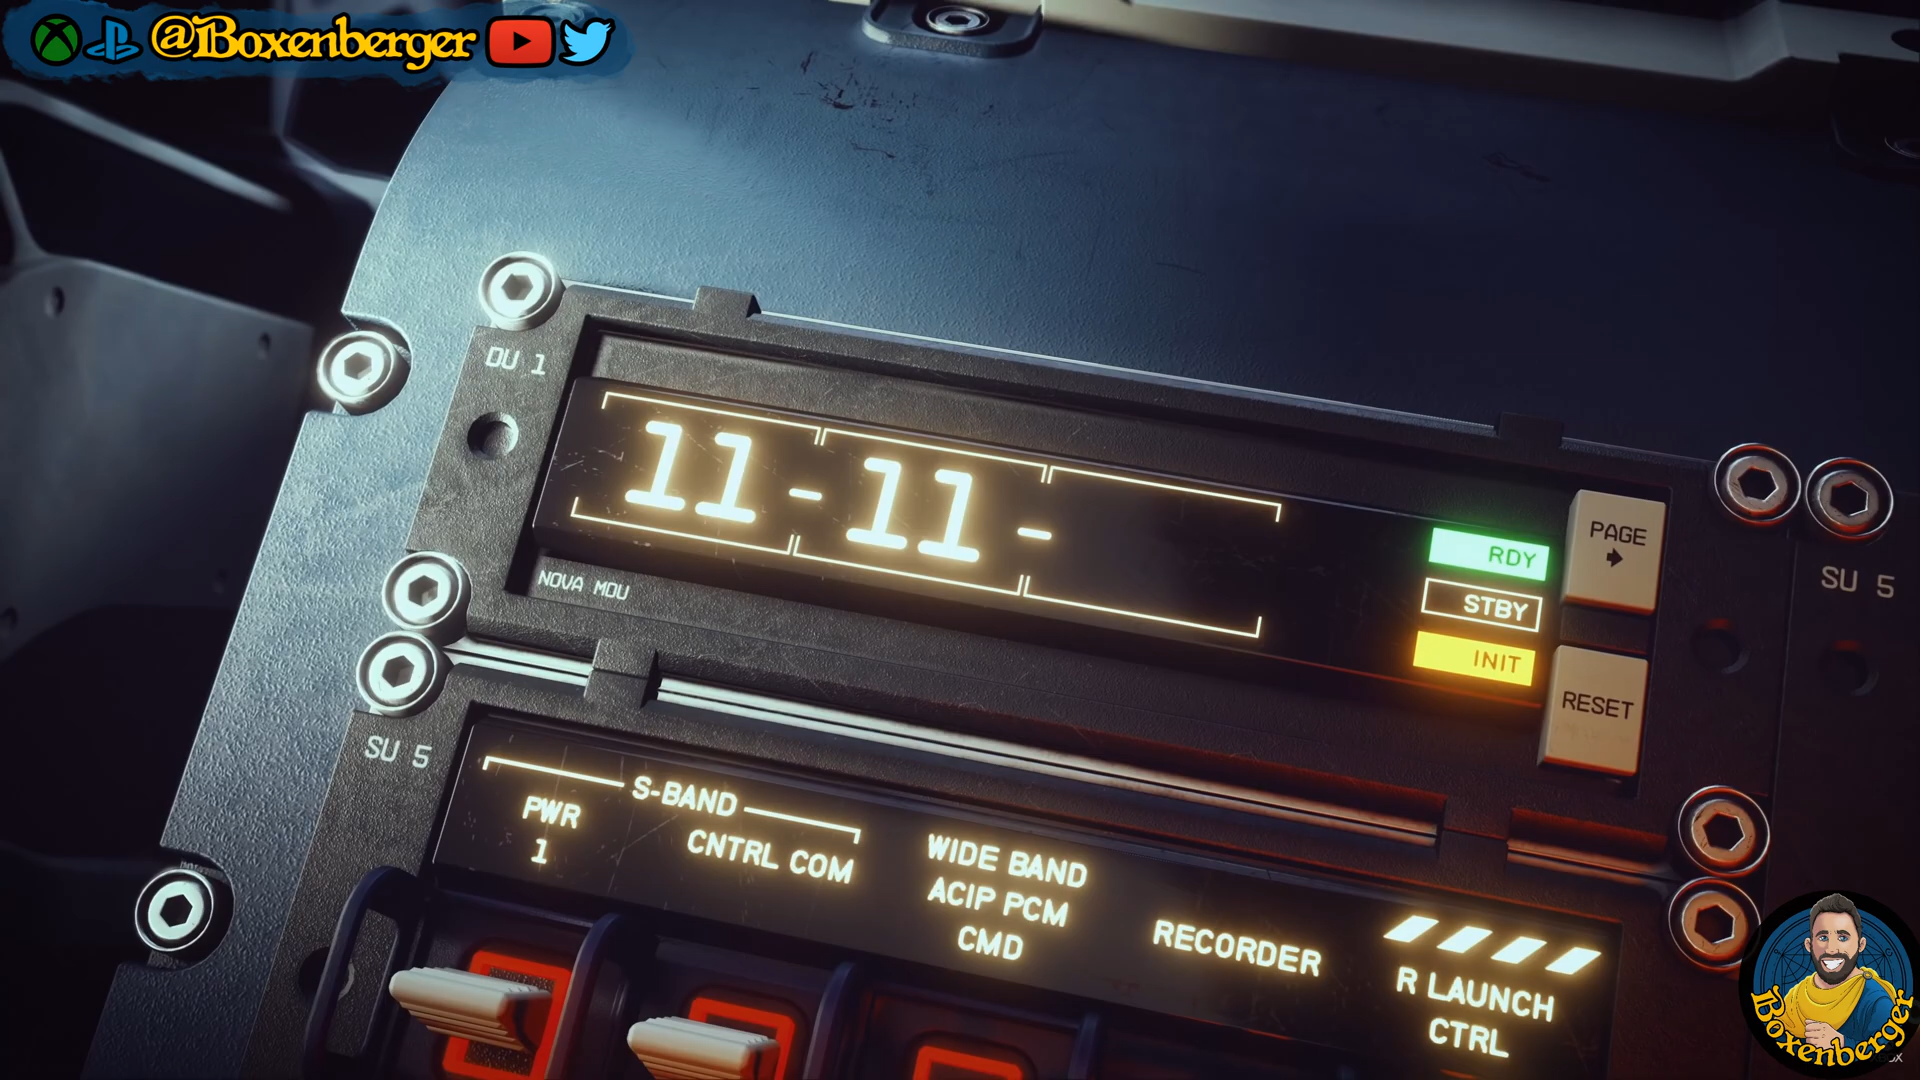 @Boxenberger
DU 1
11-11-
RDY
STBY
INIT
PAGE
RESET
NOVA MDU
SU 5
SU 5
S-BAND
PWR
1
CNTRL COM
WIDE BAND
ACIP PCM
CMD
RECORDER
R LAUNCH
CTRL
Boxenberger